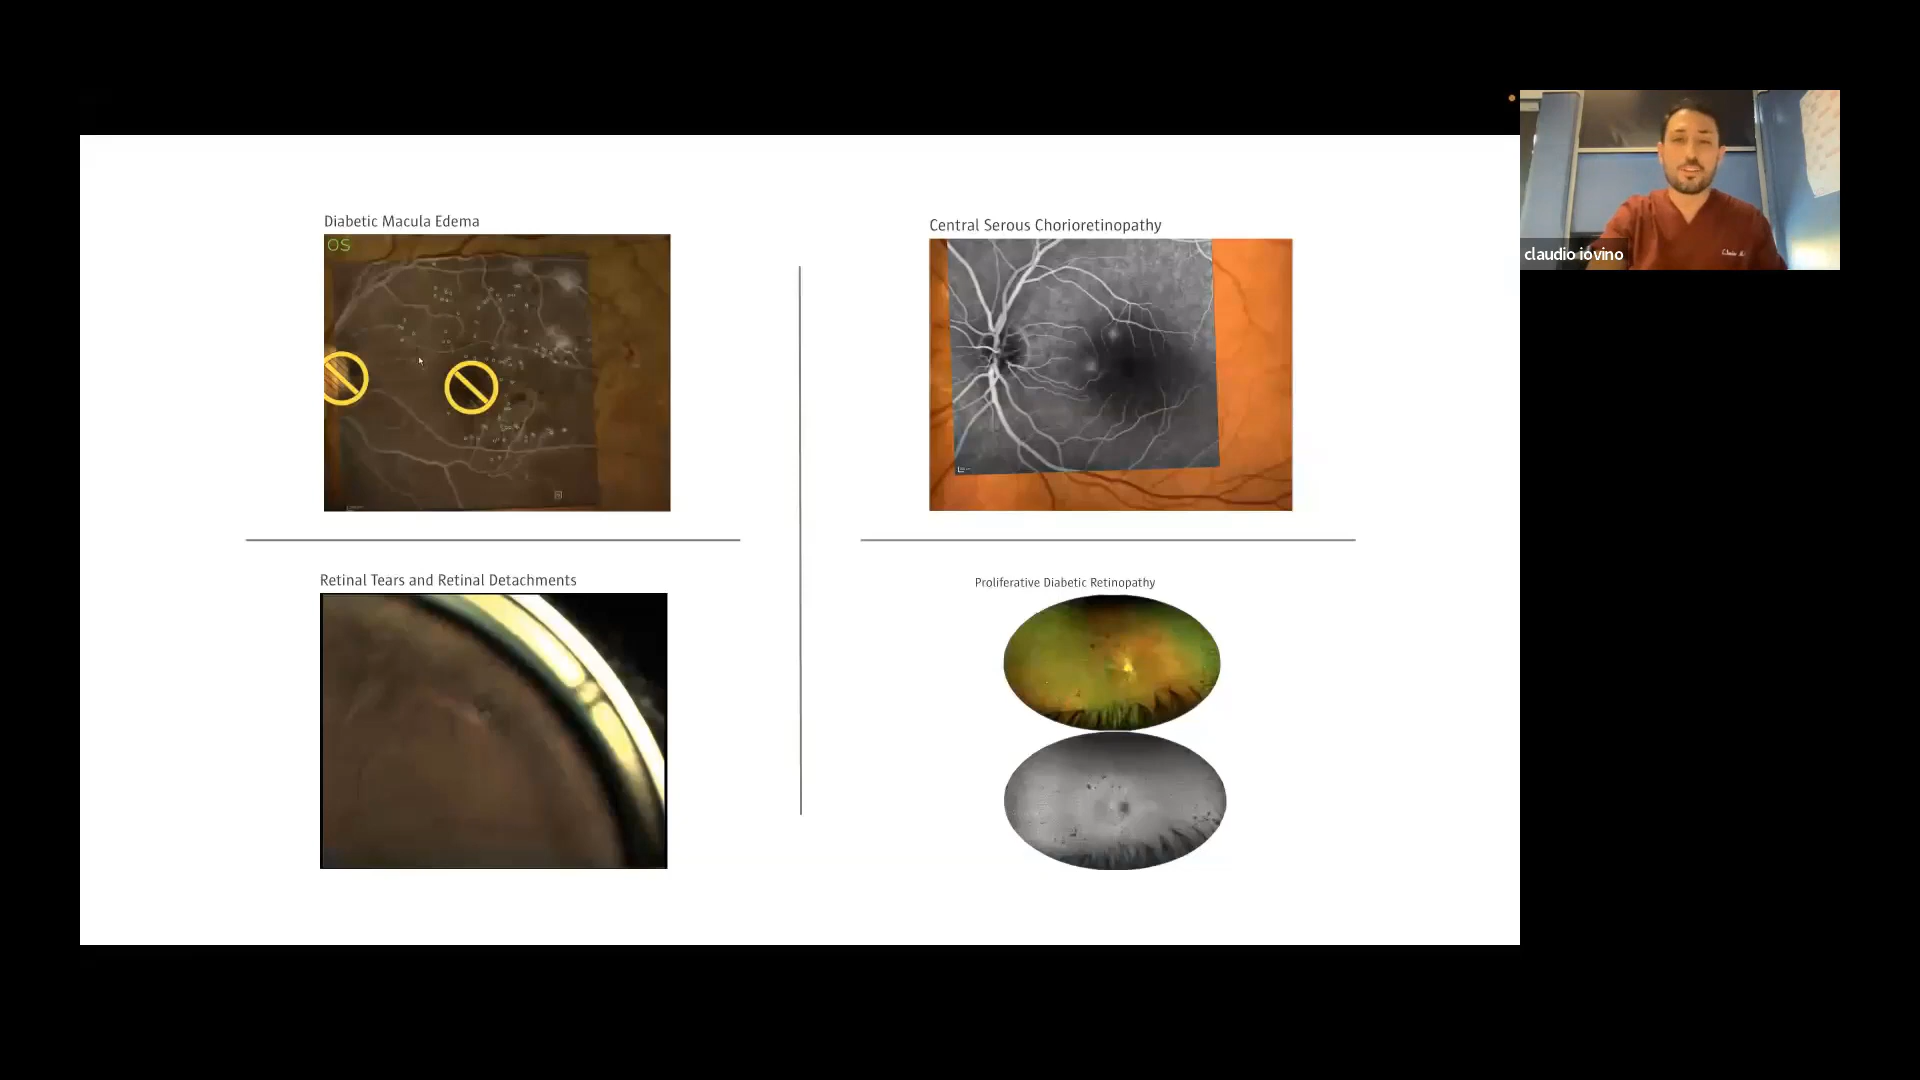 Diabetic Macula Edema
OS
Central Serous Chorioretinopathy
Retinal Tears and Retinal Detachments
Proliferative Diabetic Retinopathy
claudio iovino